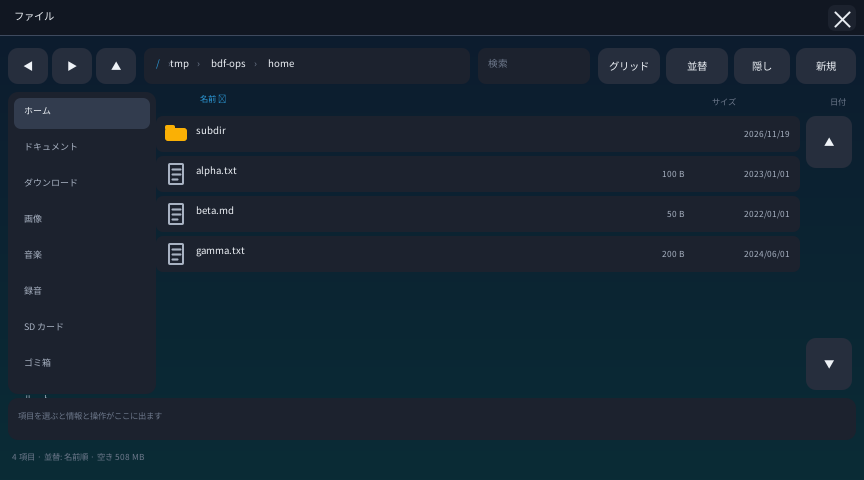 ファイル
/ tmp › bdf-ops › home
検索
グリッド
並替
隠し
新規
ホーム
ドキュメント
ダウンロード
画像
音楽
録音
SD カード
ゴミ箱
名前
サイズ
日付
subdir 2026/11/19
alpha.txt 100 B 2023/01/01
beta.md 50 B 2022/01/01
gamma.txt 200 B 2024/06/01
項目を選ぶと情報と操作がここに出ます
4 項目 · 並替: 名前順 · 空き 508 MB